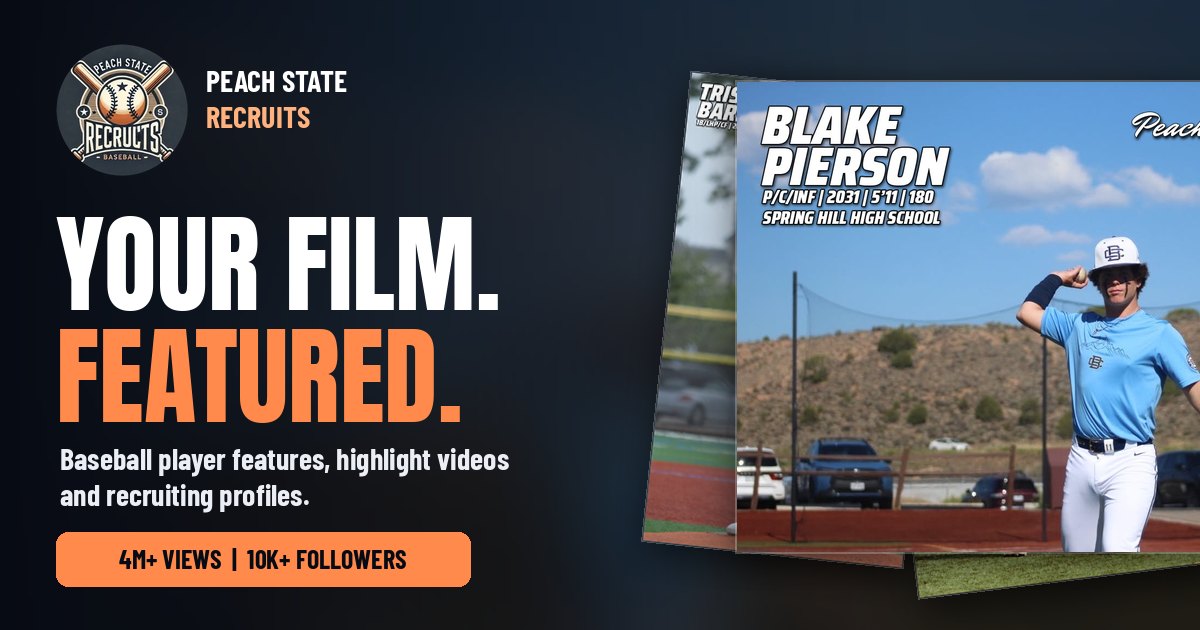 PEACH STATE
RECRUCTS
BASEBALL
S
PEACH STATE
RECRUITS
YOUR FILM.
FEATURED.
Baseball player features, highlight videos
and recruiting profiles.
4M+ VIEWS | 10K+ FOLLOWERS
BLAKE
PIERSON
P/C/INF | 2031 | 5'11 | 180
SPRING HILL HIGH SCHOOL
Peach